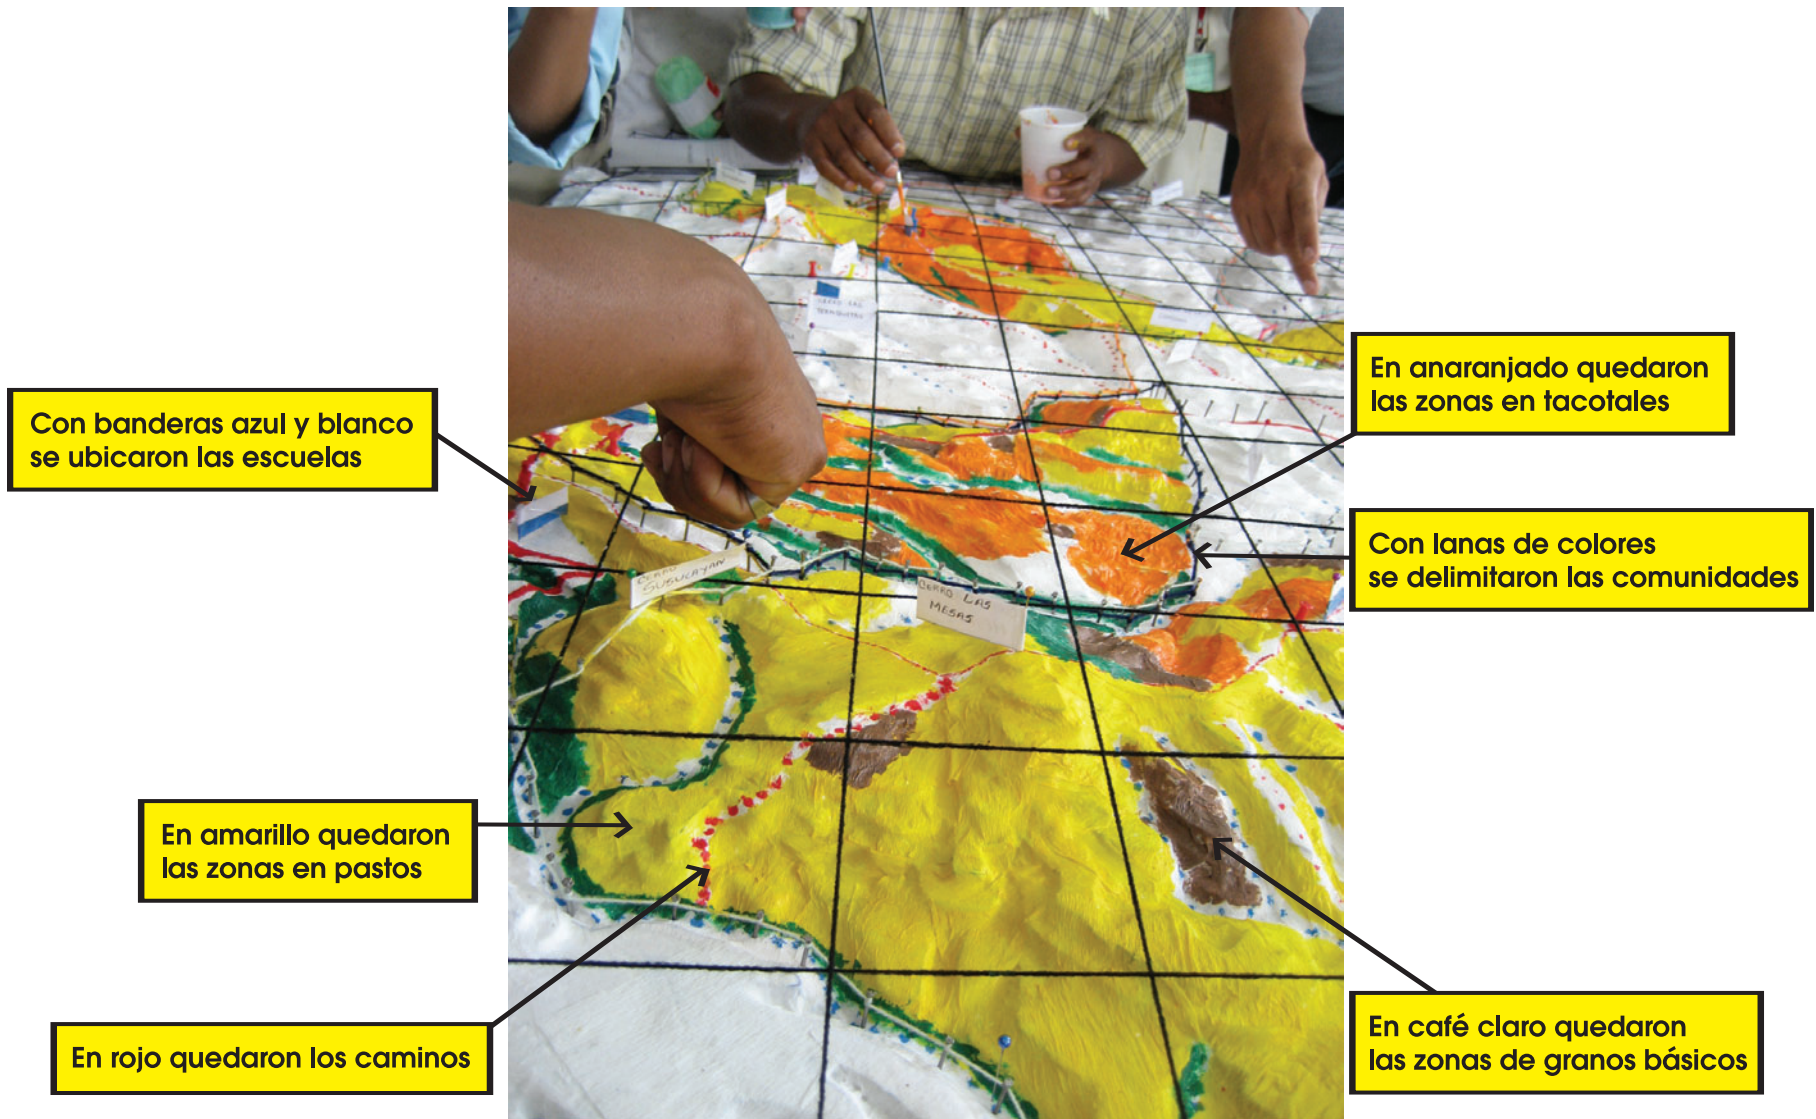 Con banderas azul y blanco
se ubicaron las escuelas
En amarillo quedaron
las zonas en pastos
En rojo quedaron los caminos
En anaranjado quedaron
las zonas en tacotales
Con lanas de colores
se delimitaron las comunidades
En café claro quedaron
las zonas de granos básicos
CERRO
SUSUCAYAN
CERRO LAS
MESAS